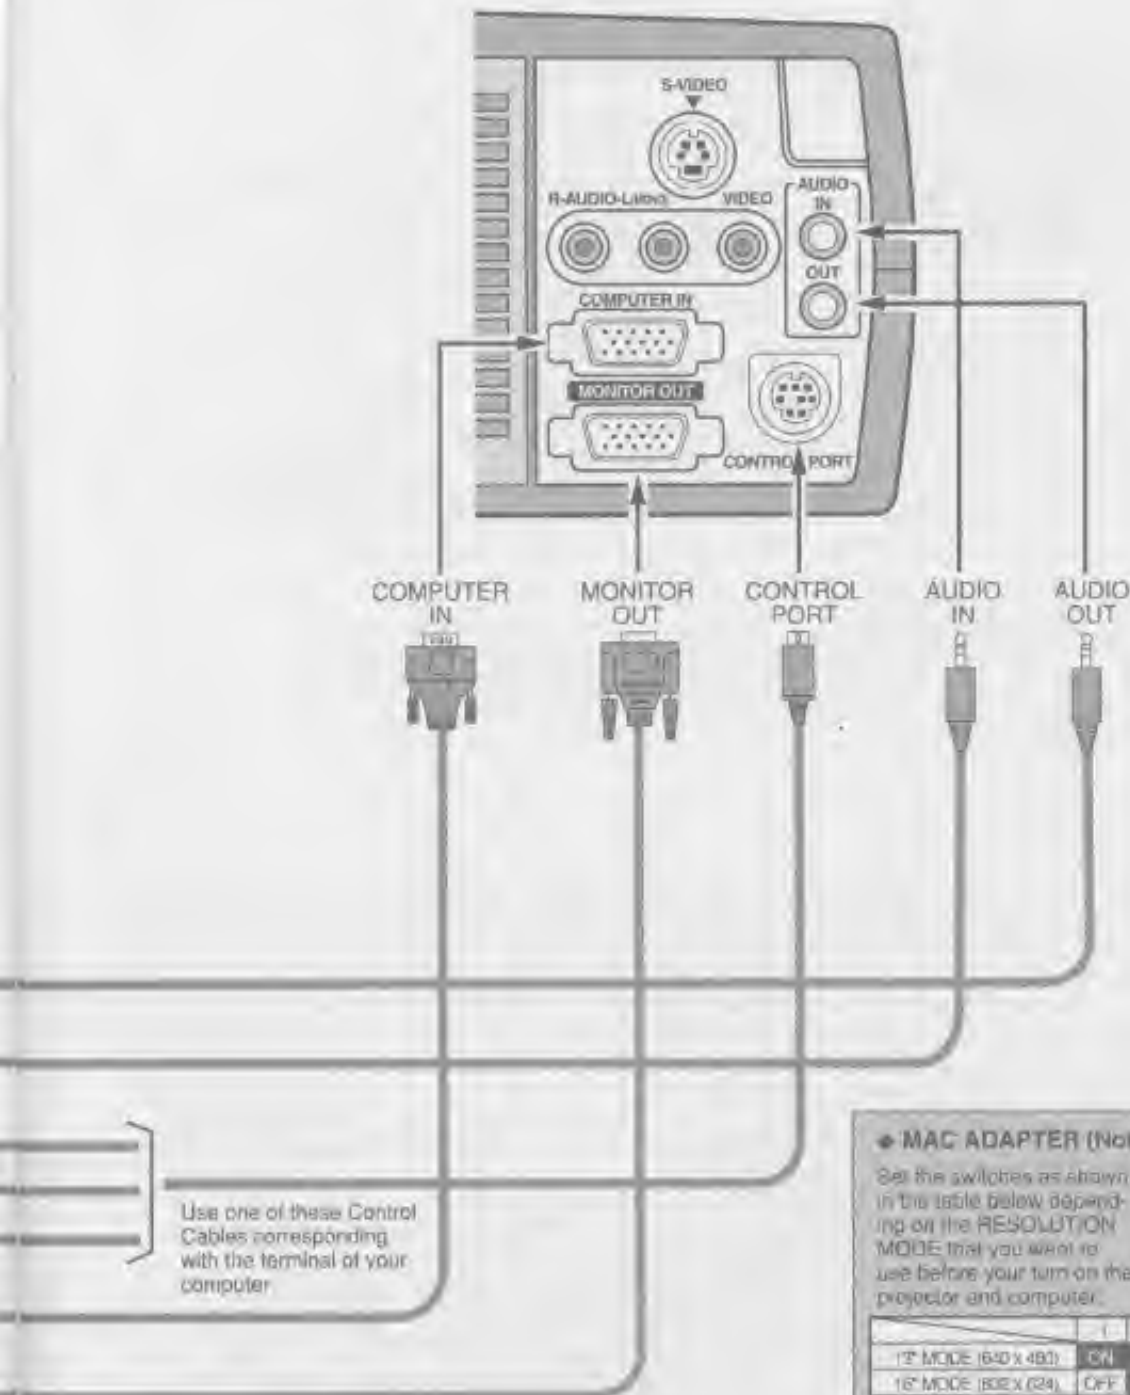 S-VIDEO
R-AUDIO-L(MONO)
VIDEO
AUDIO
IN
OUT
COMPUTER IN
MONITOR OUT
CONTROL PORT
COMPUTER
IN
MONITOR
OUT
CONTROL
PORT
AUDIO
IN
AUDIO
OUT
Use one of these Control
Cables corresponding
with the terminal of your
computer
◆ MAC ADAPTER (Not
Set the switches as shown
in the table below depend-
ing on the RESOLUTION
MODE that you want to
use before your turn on the
projector and computer.
1
13" MODE (640 x 480) ON
16" MODE (832 x 624) OFF